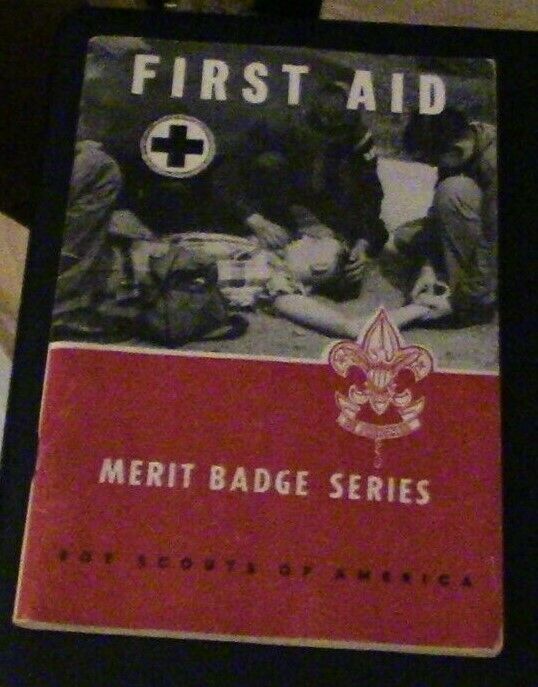 FIRST AID
MERIT BADGE SERIES
BOY SCOUTS OF AMERICA